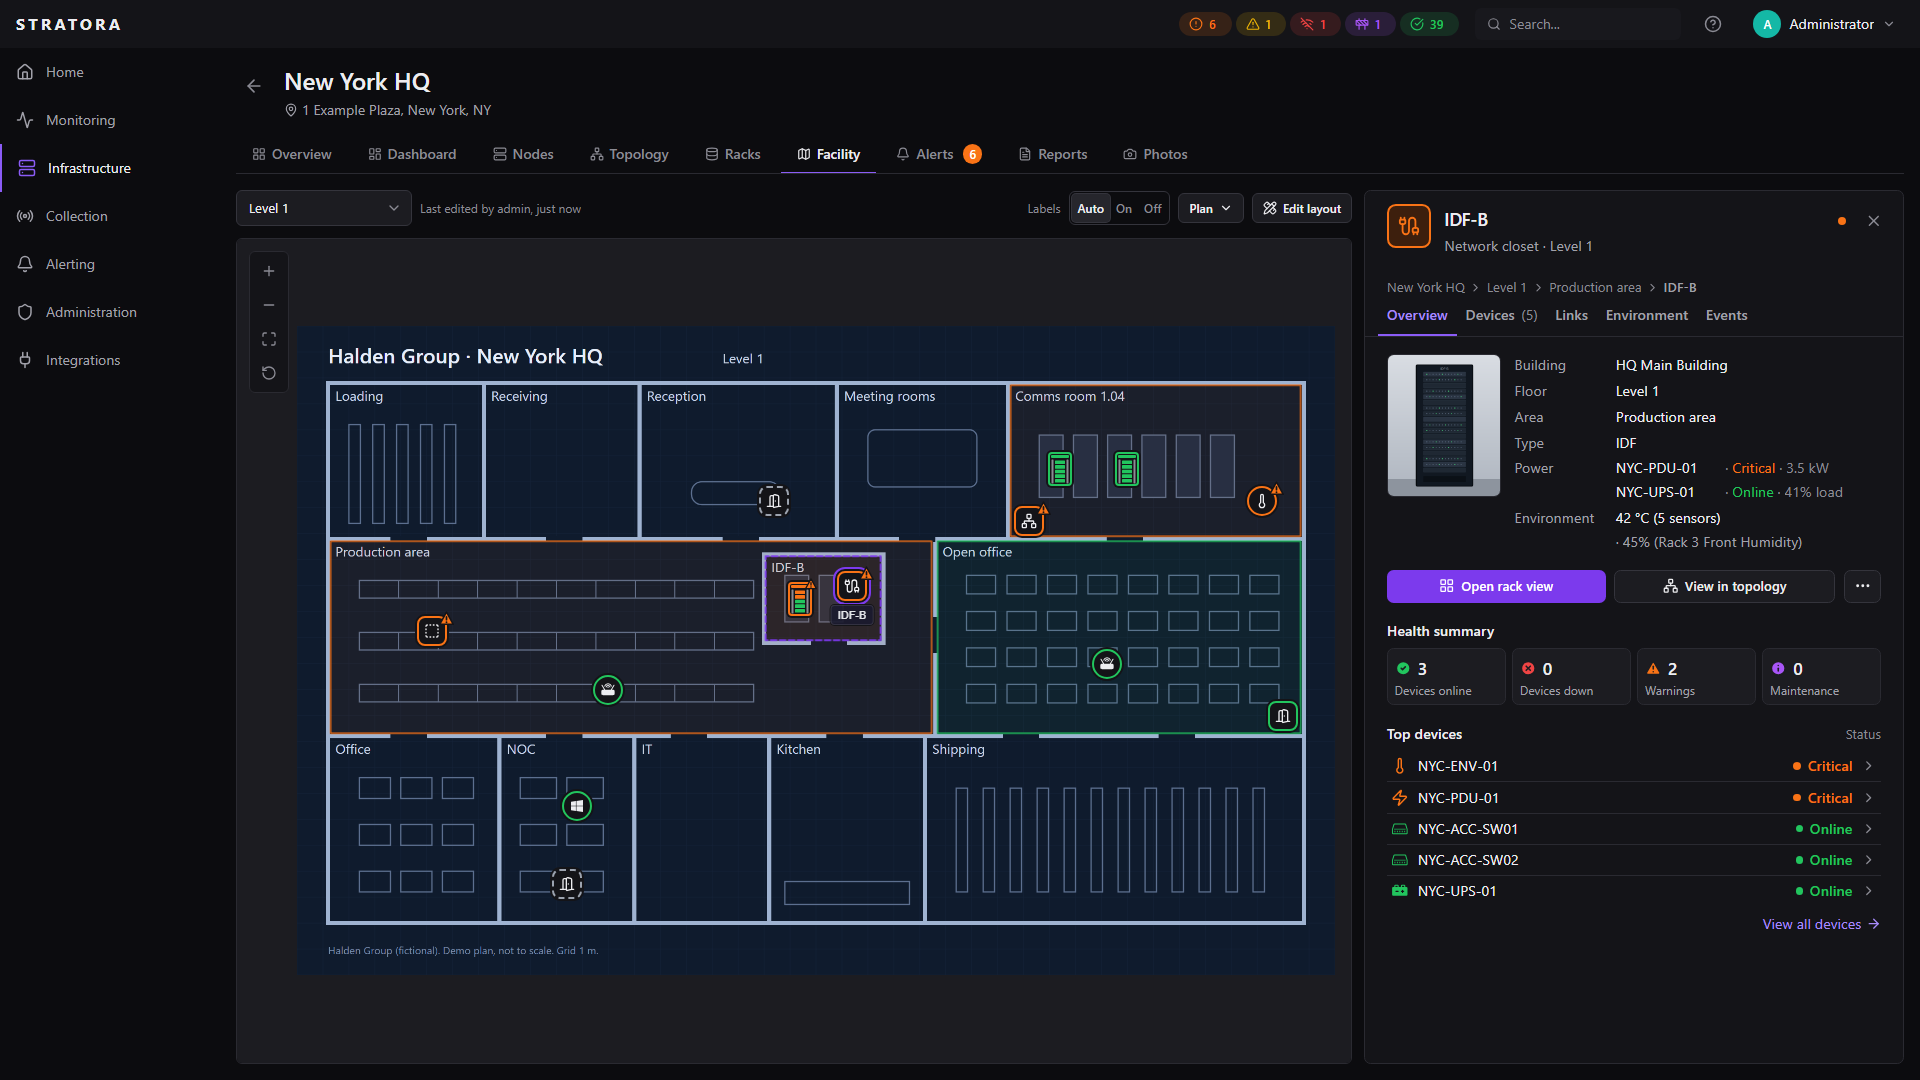 STRATORA
6
1
1
1
39
Search...
A
Administrator
Home
Monitoring
Infrastructure
Collection
Alerting
Administration
Integrations
New York HQ
1 Example Plaza, New York, NY
Overview
Dashboard
Nodes
Topology
Racks
Facility
Alerts
6
Reports
Photos
Level 1
Last edited by admin, just now
Labels
Auto
On
Off
Plan
Edit layout
Halden Group · New York HQ
Level 1
Loading
Receiving
Reception
Meeting rooms
Comms room 1.04
Production area
IDF-B
IDF-B
Open office
Office
NOC
IT
Kitchen
Shipping
Halden Group (fictional). Demo plan, not to scale. Grid 1 m.
IDF-B
Network closet · Level 1
New York HQ > Level 1 > Production area > IDF-B
Overview
Devices (5)
Links
Environment
Events
Building HQ Main Building
Floor Level 1
Area Production area
Type IDF
Power NYC-PDU-01 · Critical · 3.5 kW
NYC-UPS-01 · Online · 41% load
Environment 42 °C (5 sensors)
· 45% (Rack 3 Front Humidity)
Open rack view
View in topology
Health summary
3
Devices online
0
Devices down
2
Warnings
0
Maintenance
Top devices Status
NYC-ENV-01 Critical
NYC-PDU-01 Critical
NYC-ACC-SW01 Online
NYC-ACC-SW02 Online
NYC-UPS-01 Online
View all devices